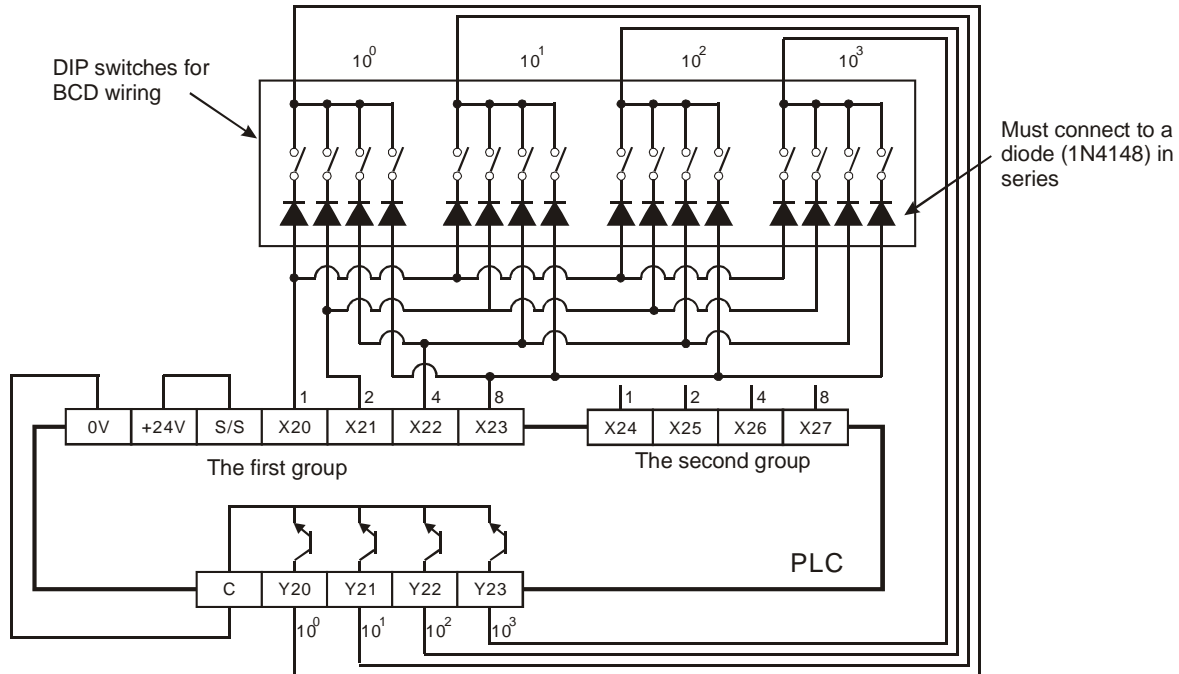 10^0 10^1 10^2 10^3
DIP switches for
BCD wiring
Must connect to a
diode (1N4148) in
series
1 2 4 8 1 2 4 8
0V +24V S/S X20 X21 X22 X23 X24 X25 X26 X27
The first group
The second group
PLC
C Y20 Y21 Y22 Y23
10^0 10^1 10^2 10^3